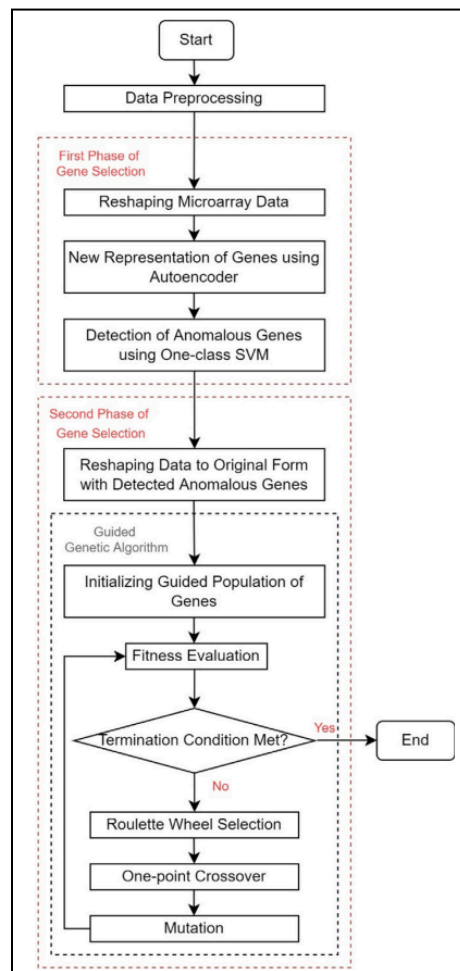 Start
Data Preprocessing
First Phase of
Gene Selection
Reshaping Microarray Data
New Representation of Genes using
Autoencoder
Detection of Anomalous Genes
using One-class SVM
Second Phase of
Gene Selection
Reshaping Data to Original Form
with Detected Anomalous Genes
Guided
Genetic Algorithm
Initializing Guided Population of
Genes
Fitness Evaluation
Termination Condition Met?
Yes
End
No
Roulette Wheel Selection
One-point Crossover
Mutation